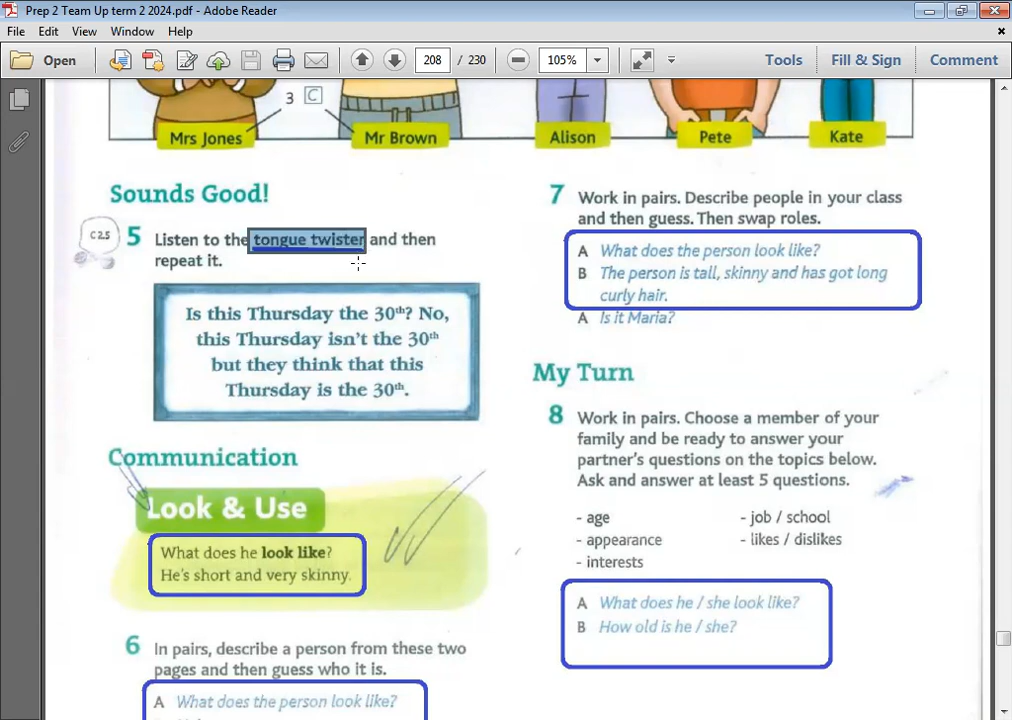 Prep 2 Team Up term 2 2024.pdf - Adobe Reader
File Edit View Window Help
Open 208 / 230 105% Tools Fill & Sign Comment
3 C
Mrs Jones Mr Brown Alison Pete Kate
Sounds Good!
C2.5
5 Listen to the tongue twister and then
repeat it.
Is this Thursday the 30th? No,
this Thursday isn't the 30th
but they think that this
Thursday is the 30th.
Communication
Look & Use
What does he look like?
He's short and very skinny.
6 In pairs, describe a person from these two
pages and then guess who it is.
A What does the person look like?
7 Work in pairs. Describe people in your class
and then guess. Then swap roles.
A What does the person look like?
B The person is tall, skinny and has got long
curly hair.
A Is it Maria?
My Turn
8 Work in pairs. Choose a member of your
family and be ready to answer your
partner's questions on the topics below.
Ask and answer at least 5 questions.
- age - job / school
- appearance - likes / dislikes
- interests
A What does he / she look like?
B How old is he / she?